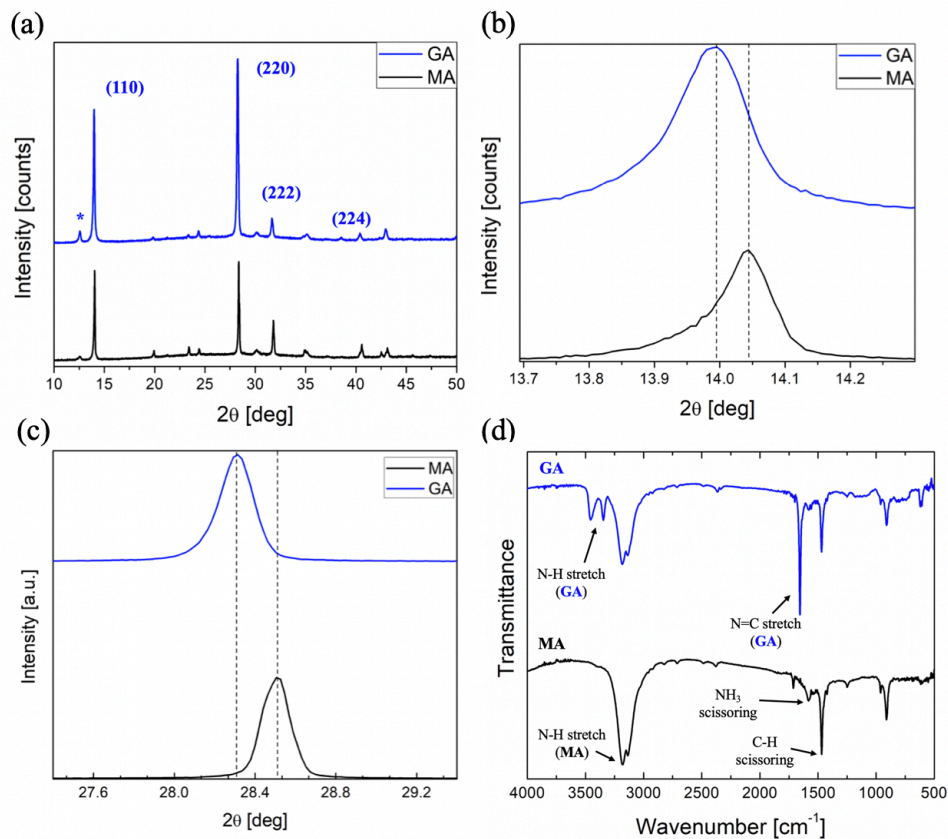 (a)
GA
MA
(110)
(220)
(222)
(224)
*
Intensity [counts]
10 15 20 25 30 35 40 45 50
2θ [deg]
(b)
GA
MA
Intensity [counts]
13.7 13.8 13.9 14.0 14.1 14.2
2θ [deg]
(c)
MA
GA
Intensity [a.u.]
27.6 28.0 28.4 28.8 29.2
2θ [deg]
(d)
GA
N-H stretch
(GA)
N=C stretch
(GA)
MA
NH₃
scissoring
N-H stretch
(MA)
C-H
scissoring
Transmittance
4000 3500 3000 2500 2000 1500 1000 500
Wavenumber [cm⁻¹]